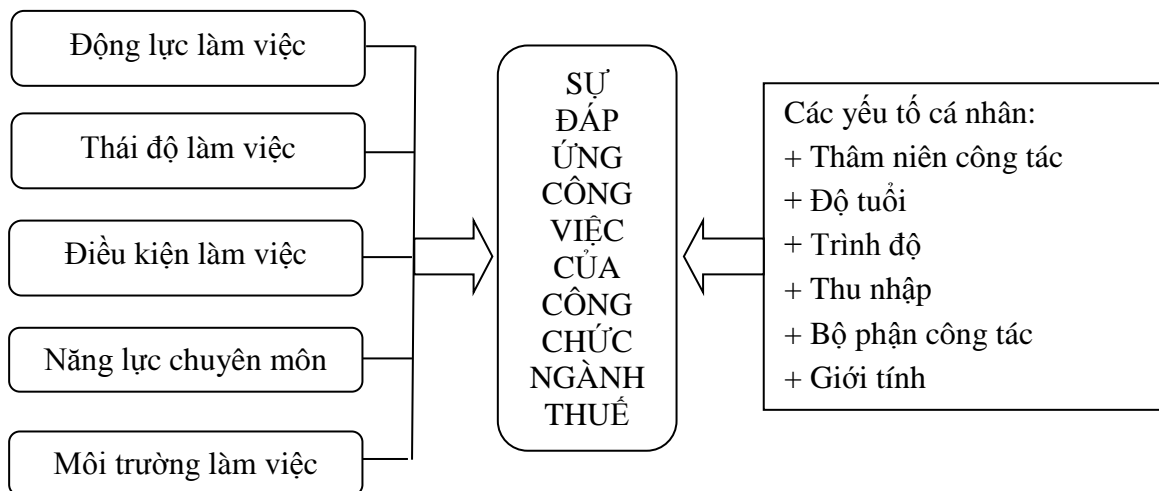 Động lực làm việc
Thái độ làm việc
Điều kiện làm việc
Năng lực chuyên môn
Môi trường làm việc
SỰ
ĐÁP
ỨNG
CÔNG
VIỆC
CỦA
CÔNG
CHỨC
NGÀNH
THUẾ
Các yếu tố cá nhân:
+ Thâm niên công tác
+ Độ tuổi
+ Trình độ
+ Thu nhập
+ Bộ phận công tác
+ Giới tính